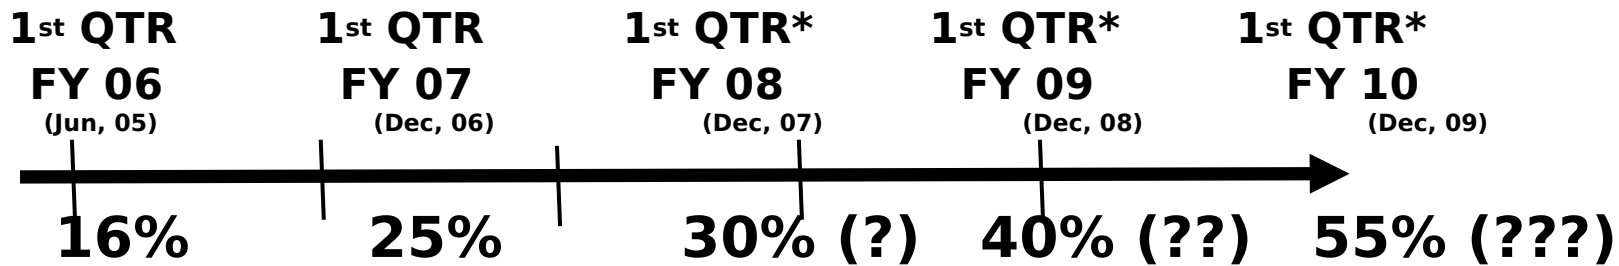 1st QTR 1st QTR 1st QTR* 1st QTR* 1st QTR*
FY 06 FY 07 FY 08 FY 09 FY 10
(Jun, 05) (Dec, 06) (Dec, 07) (Dec, 08) (Dec, 09)
16% 25% 30% (?) 40% (??) 55% (???)